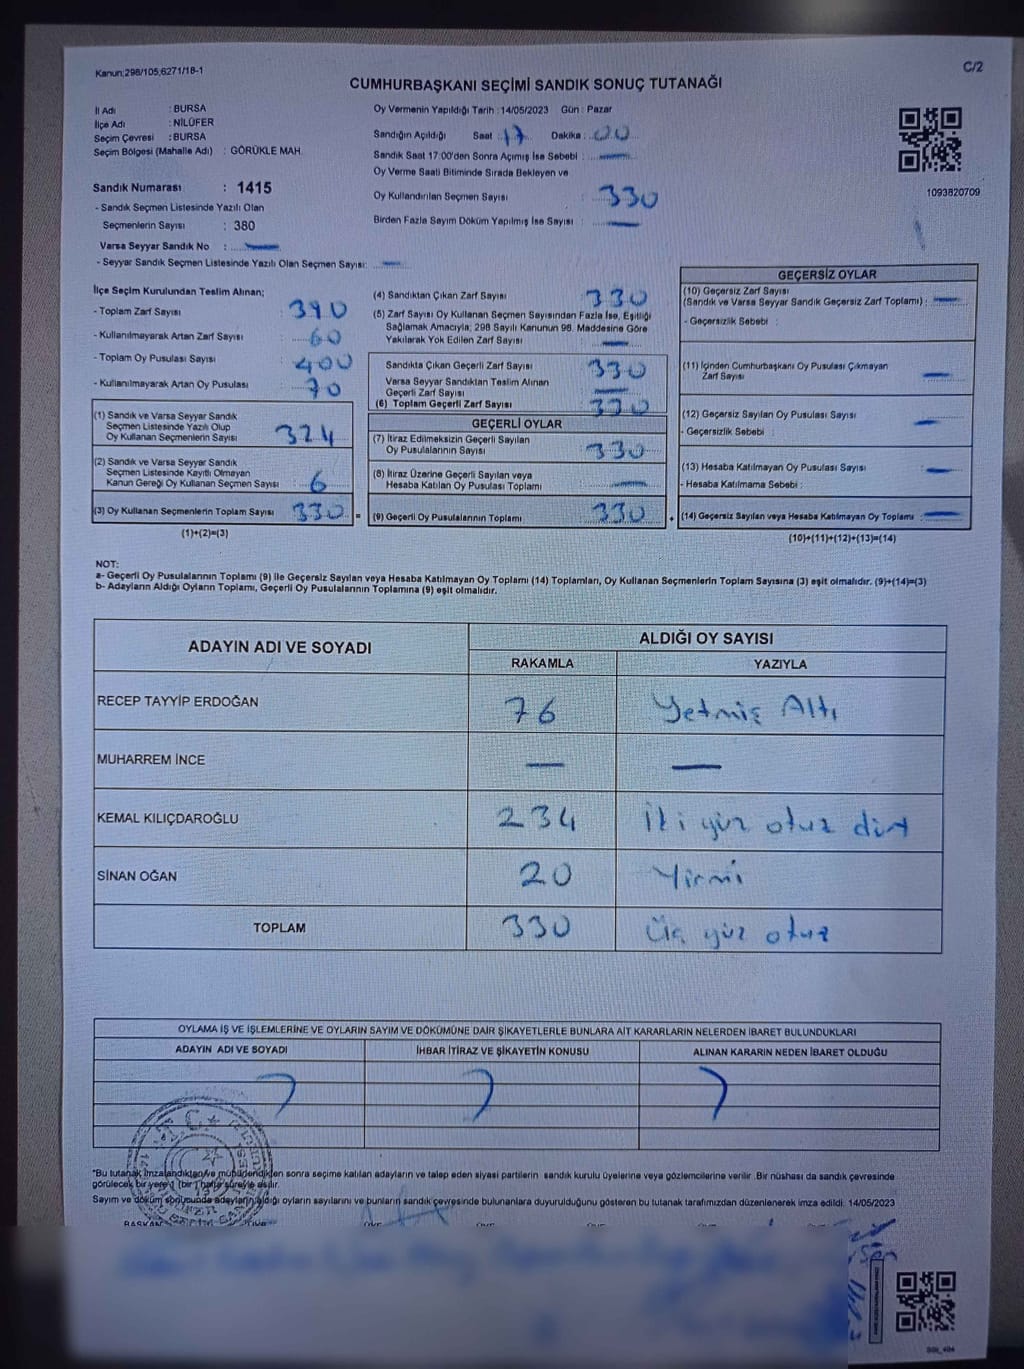 Kanun;298/105;6271/18-1
C/2
CUMHURBAŞKANI SEÇİMİ SANDIK SONUÇ TUTANAĞI
İl Adı : BURSA
İlçe Adı : NİLÜFER
Seçim Çevresi : BURSA
Seçim Bölgesi (Mahalle Adı) : GÖRÜKLE MAH.
Sandık Numarası : 1415
- Sandık Seçmen Listesinde Yazılı Olan
Seçmenlerin Sayısı : 380
Varsa Seyyar Sandık No : —
- Seyyar Sandık Seçmen Listesinde Yazılı Olan Seçmen Sayısı: —
Oy Vermenin Yapıldığı Tarih : 14/05/2023 Gün : Pazar
Sandığın Açıldığı Saat : 17 Dakika : 00
Sandık Saat 17:00'den Sonra Açımış İse Sebebi : —
Oy Verme Saati Bitiminde Sırada Bekleyen ve
Oy Kullandırılan Seçmen Sayısı : 330
Birden Fazla Sayım Döküm Yapılmış İse Sayısı : —
1093820709
İlçe Seçim Kurulundan Teslim Alınan;
- Toplam Zarf Sayısı 390
- Kullanılmayarak Artan Zarf Sayısı 60
- Toplam Oy Pusulası Sayısı 400
- Kullanılmayarak Artan Oy Pusulası 70
(1) Sandık ve Varsa Seyyar Sandık
Seçmen Listesinde Yazılı Olup
Oy Kullanan Seçmenlerin Sayısı 324
(2) Sandık ve Varsa Seyyar Sandık
Seçmen Listesinde Kayıtlı Olmayan
Kanun Gereği Oy Kullanan Seçmen Sayısı 6
(3) Oy Kullanan Seçmenlerin Toplam Sayısı 330 =
(1)+(2)=(3)
(4) Sandıktan Çıkan Zarf Sayısı 330
(5) Zarf Sayısı Oy Kullanan Seçmen Sayısından Fazla İse, Eşitliği
Sağlamak Amacıyla; 298 Sayılı Kanunun 98. Maddesine Göre
Yakılarak Yok Edilen Zarf Sayısı —
Sandıkta Çıkan Geçerli Zarf Sayısı 330
Varsa Seyyar Sandıktan Teslim Alınan
Geçerli Zarf Sayısı —
(6) Toplam Geçerli Zarf Sayısı 330
GEÇERLİ OYLAR
(7) İtiraz Edilmeksizin Geçerli Sayılan
Oy Pusulalarının Sayısı 330
(8) İtiraz Üzerine Geçerli Sayılan veya
Hesaba Katılan Oy Pusulası Toplamı —
(9) Geçerli Oy Pusulalarının Toplamı 330 +
GEÇERSİZ OYLAR
(10) Geçersiz Zarf Sayısı
(Sandık ve Varsa Seyyar Sandık Geçersiz Zarf Toplamı) : —
- Geçersizlik Sebebi :
(11) İçinden Cumhurbaşkanı Oy Pusulası Çıkmayan
Zarf Sayısı —
(12) Geçersiz Sayılan Oy Pusulası Sayısı —
- Geçersizlik Sebebi :
(13) Hesaba Katılmayan Oy Pusulası Sayısı —
- Hesaba Katılmama Sebebi :
(14) Geçersiz Sayılan veya Hesaba Katılmayan Oy Toplamı : —
(10)+(11)+(12)+(13)=(14)
NOT:
a- Geçerli Oy Pusulalarının Toplamı (9) ile Geçersiz Sayılan veya Hesaba Katılmayan Oy Toplamı (14) Toplamları, Oy Kullanan Seçmenlerin Toplam Sayısına (3) eşit olmalıdır. (9)+(14)=(3)
b- Adayların Aldığı Oyların Toplamı, Geçerli Oy Pusulalarının Toplamına (9) eşit olmalıdır.
ADAYIN ADI VE SOYADI
ALDIĞI OY SAYISI
RAKAMLA YAZIYLA
RECEP TAYYİP ERDOĞAN 76 Yetmiş Altı
MUHARREM İNCE — —
KEMAL KILIÇDAROĞLU 234 İki yüz otuz dört
SİNAN OĞAN 20 Yirmi
TOPLAM 330 Üç yüz otuz
OYLAMA İŞ VE İŞLEMLERİNE VE OYLARIN SAYIM VE DÖKÜMÜNE DAİR ŞİKAYETLERLE BUNLARA AİT KARARLARIN NELERDEN İBARET BULUNDUKLARI
ADAYIN ADI VE SOYADI İHBAR İTİRAZ VE ŞİKAYETİN KONUSU ALINAN KARARIN NEDEN İBARET OLDUĞU
T.C.
*Bu tutanak imzalandıktan ve mühürlendikten sonra seçime katılan adayların ve talep eden siyasi partilerin sandık kurulu üyelerine veya gözlemcilerine verilir. Bir nüshası da sandık çevresinde
görülecek bir yere 1 (bir) hafta süreyle asılır.
Sayım ve döküm sonucunda adayların aldığı oyların sayılarını ve bunların sandık çevresinde bulunanlara duyurulduğunu gösteren bu tutanak tarafımızdan düzenlenerek imza edildi. 14/05/2023
BAŞKAN